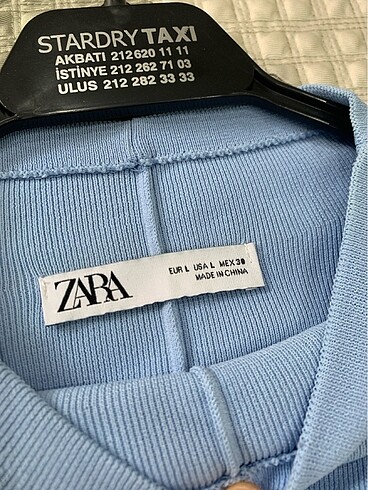 STARDRY TAXI
AKBATI 212 620 11 11
İSTİNYE 212 262 71 03
ULUS 212 282 33 33
ZARA
EUR L USA L MEX 30
MADE IN CHINA